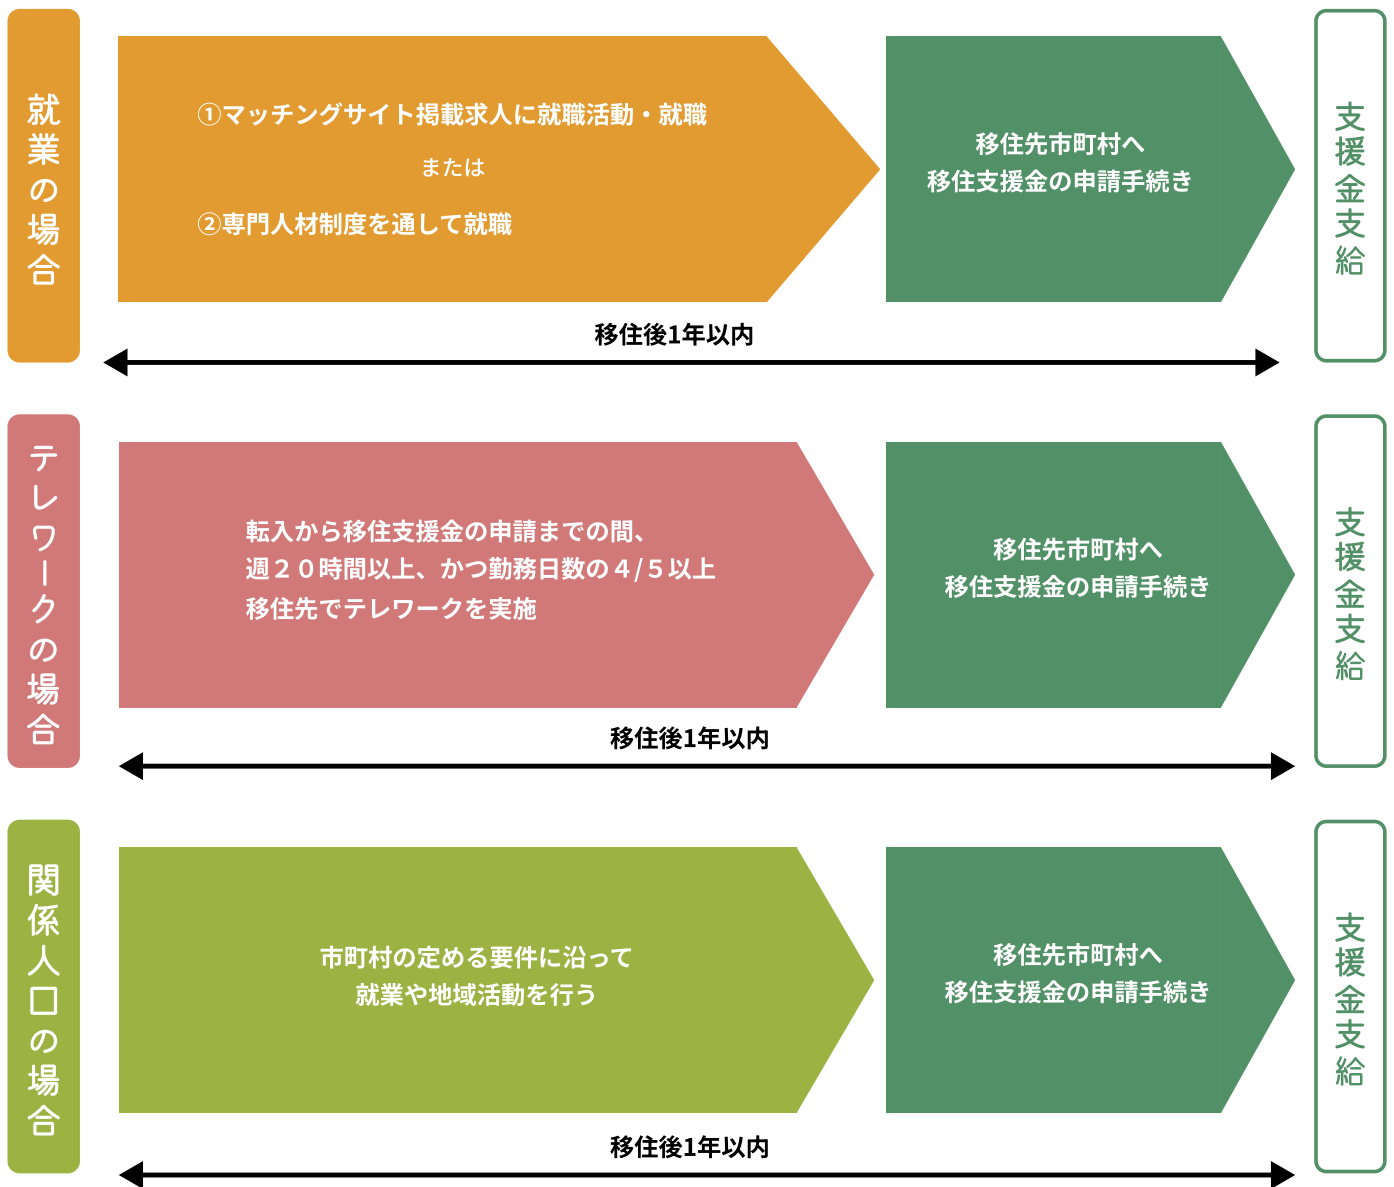 就業の場合
①マッチングサイト掲載求人に就職活動・就職
または
②専門人材制度を通して就職
移住先市町村へ
移住支援金の申請手続き
支援金支給
移住後1年以内
テレワークの場合
転入から移住支援金の申請までの間、
週２０時間以上、かつ勤務日数の４/５以上
移住先でテレワークを実施
移住先市町村へ
移住支援金の申請手続き
支援金支給
移住後1年以内
関係人口の場合
市町村の定める要件に沿って
就業や地域活動を行う
移住先市町村へ
移住支援金の申請手続き
支援金支給
移住後1年以内